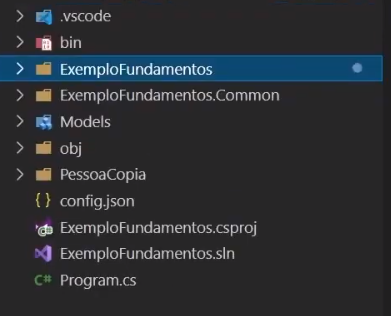 .vscode
bin
ExemploFundamentos
ExemploFundamentos.Common
Models
obj
PessoaCopia
{ } config.json
ExemploFundamentos.csproj
ExemploFundamentos.sln
C# Program.cs